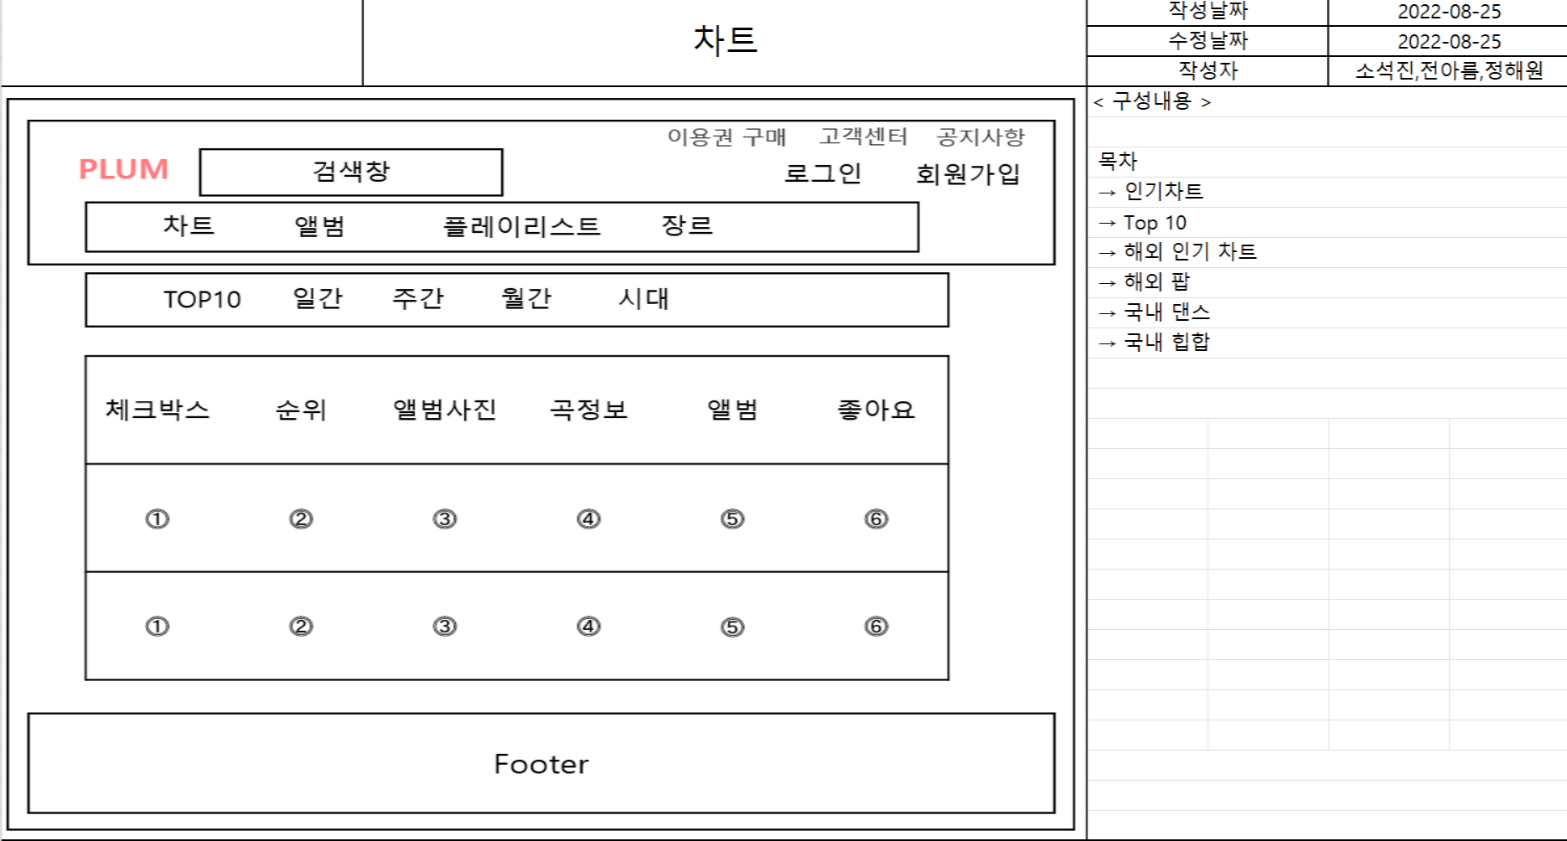 차트
작성날짜 2022-08-25
수정날짜 2022-08-25
작성자 소석진,전아름,정해원
이용권 구매 고객센터 공지사항
PLUM 검색창 로그인 회원가입
차트 앨범 플레이리스트 장르
TOP10 일간 주간 월간 시대
체크박스 순위 앨범사진 곡정보 앨범 좋아요
① ② ③ ④ ⑤ ⑥
① ② ③ ④ ⑤ ⑥
Footer
< 구성내용 >
목차
→ 인기차트
→ Top 10
→ 해외 인기 차트
→ 해외 팝
→ 국내 댄스
→ 국내 힙합